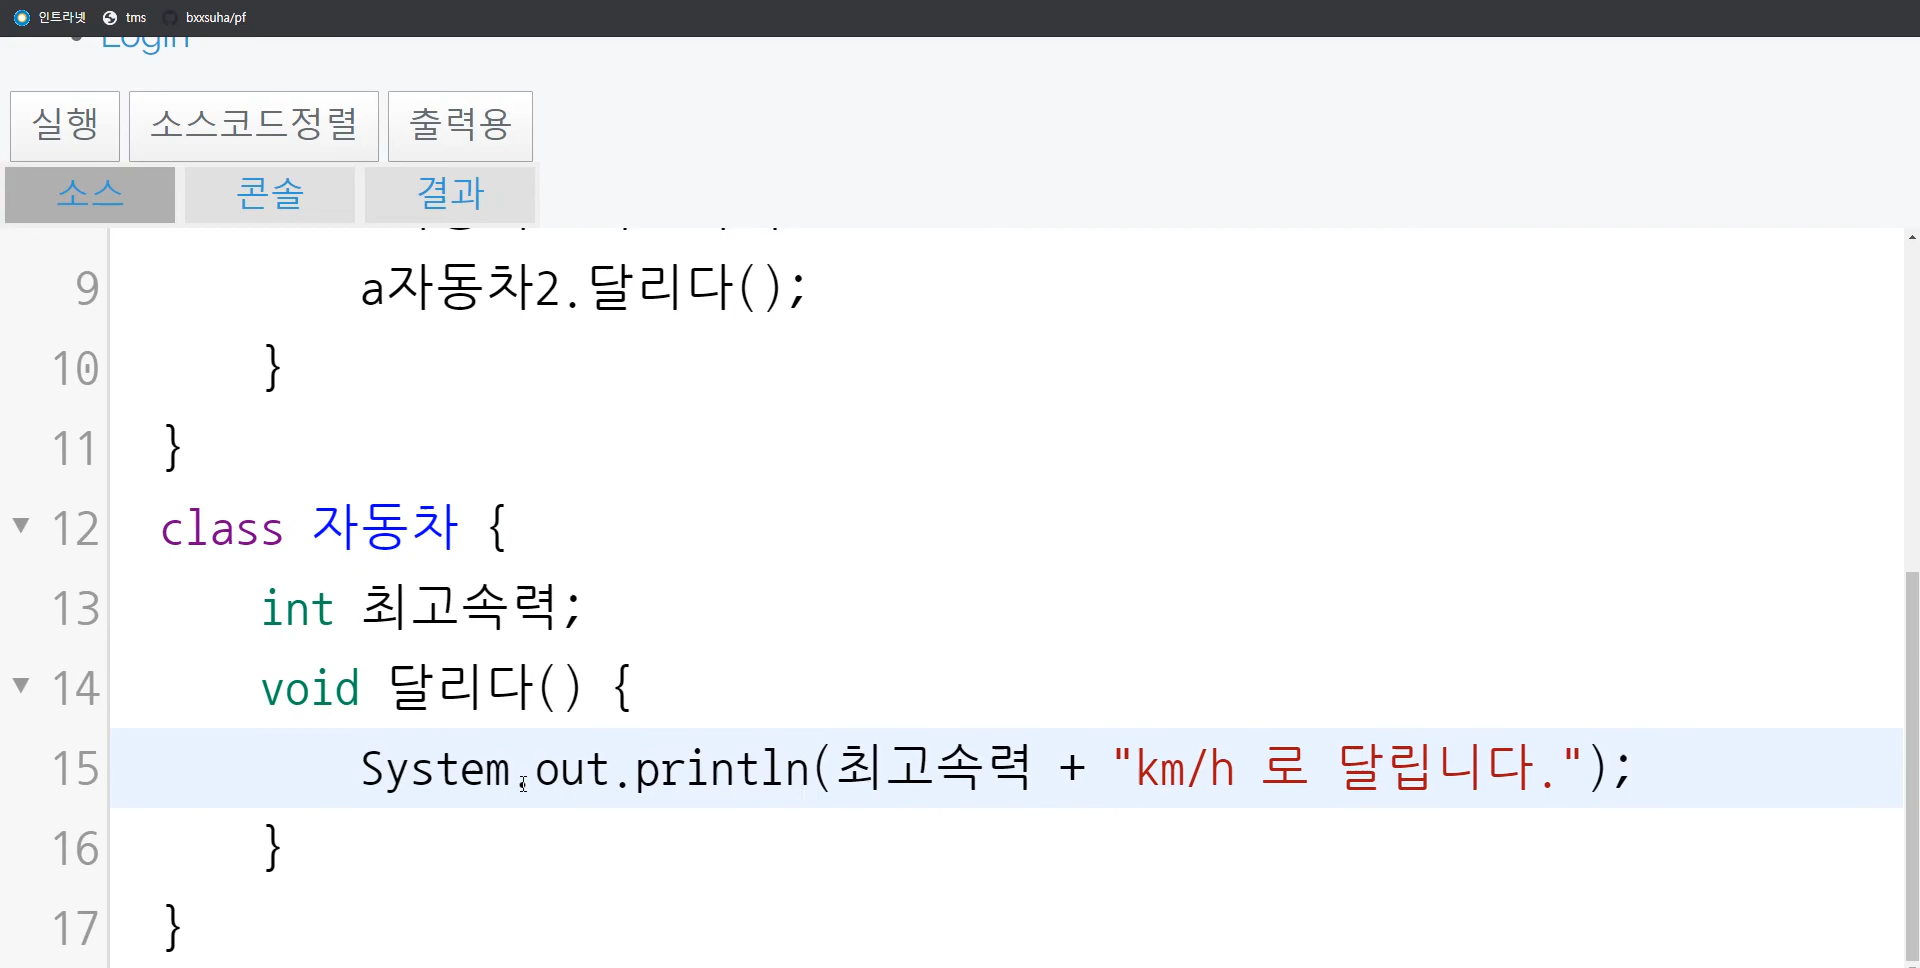 인트라넷 tms bxxsuha/pf
Login
실행 소스코드정렬 출력용
소스 콘솔 결과
9 a자동차2.달리다();
10 }
11 }
12 class 자동차 {
13 int 최고속력;
14 void 달리다() {
15 System.out.println(최고속력 + "km/h 로 달립니다.");
16 }
17 }